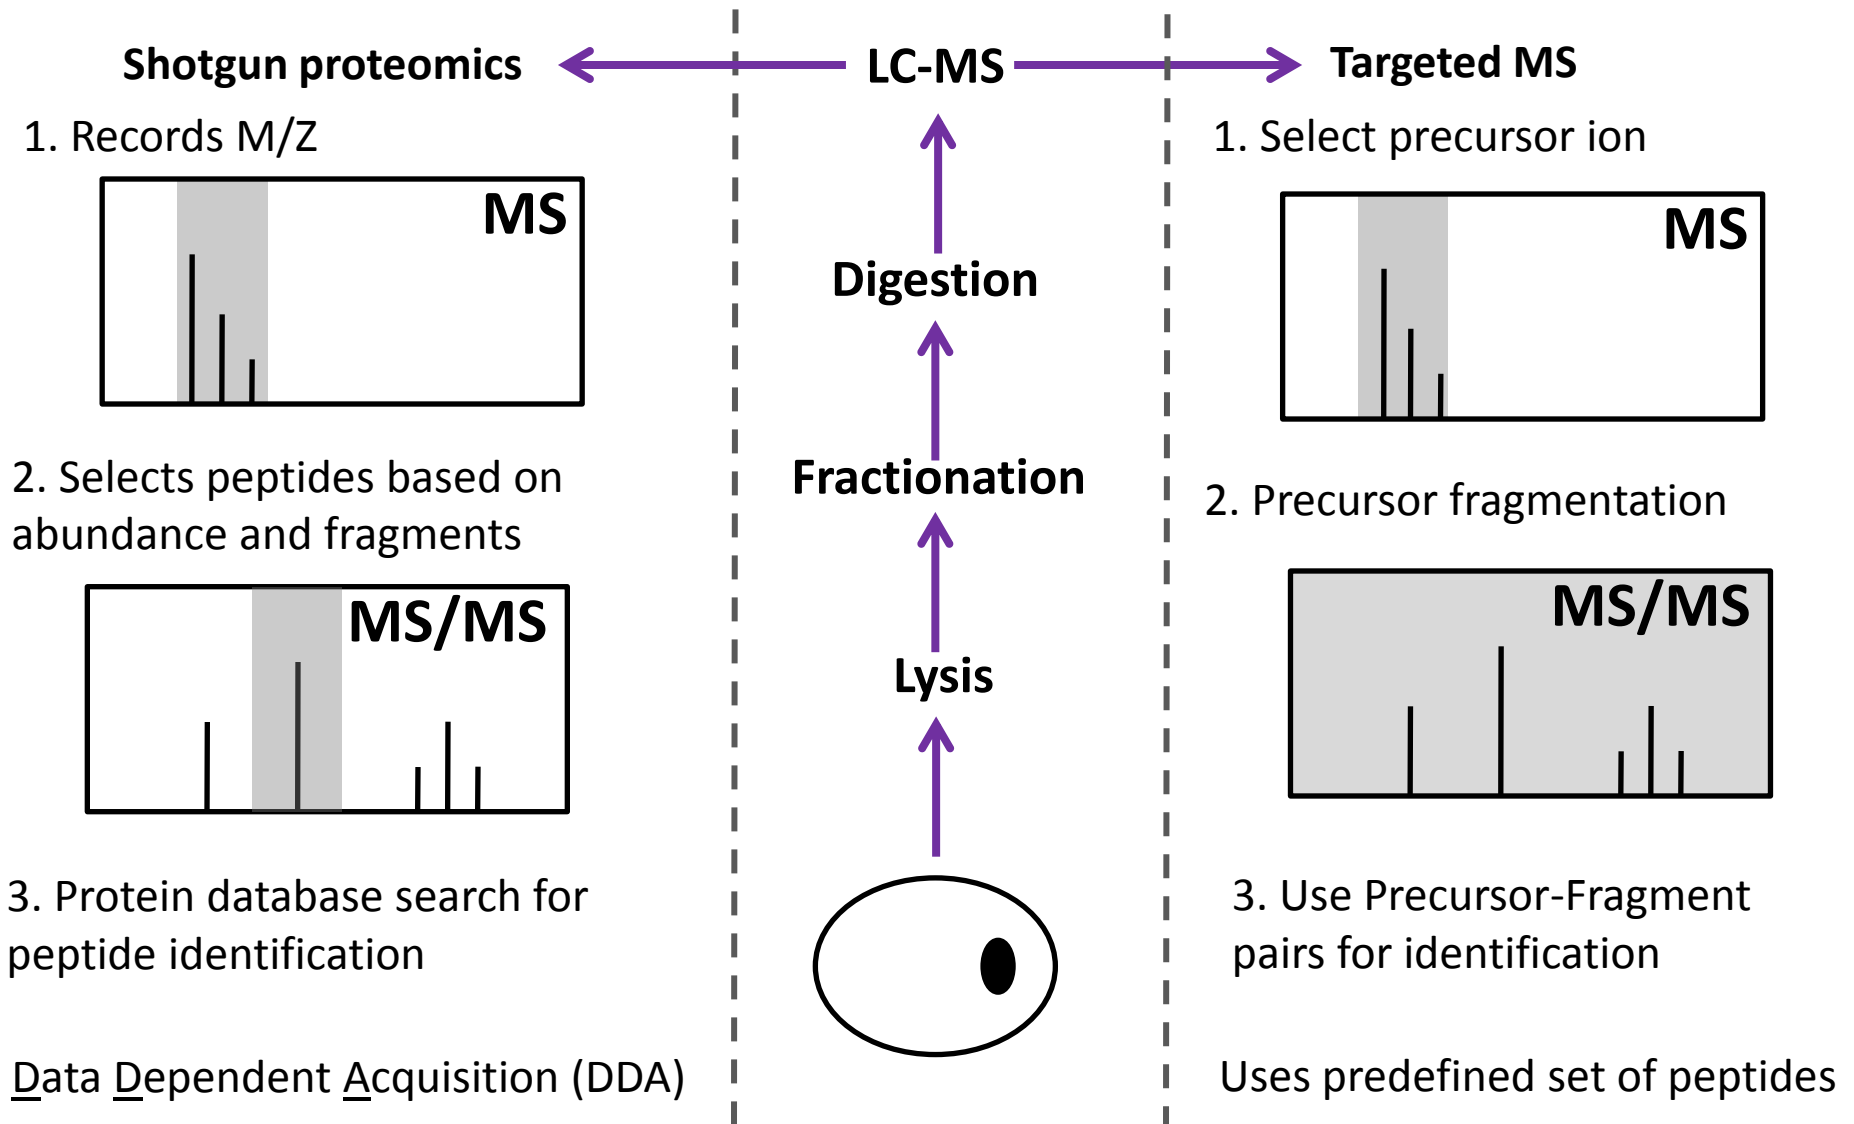 Shotgun proteomics
1. Records M/Z
MS
2. Selects peptides based on
abundance and fragments
MS/MS
3. Protein database search for
peptide identification
Data Dependent Acquisition (DDA)
LC-MS
Digestion
Fractionation
Lysis
Targeted MS
1. Select precursor ion
MS
2. Precursor fragmentation
MS/MS
3. Use Precursor-Fragment
pairs for identification
Uses predefined set of peptides